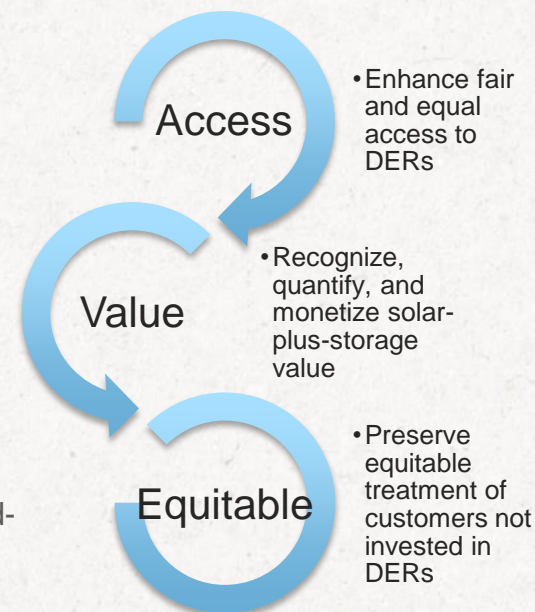 Access
•Enhance fair
and equal
access to
DERs
Value
•Recognize,
quantify, and
monetize solar-
plus-storage
value
Equitable
•Preserve
equitable
treatment of
customers not
invested in
DERs